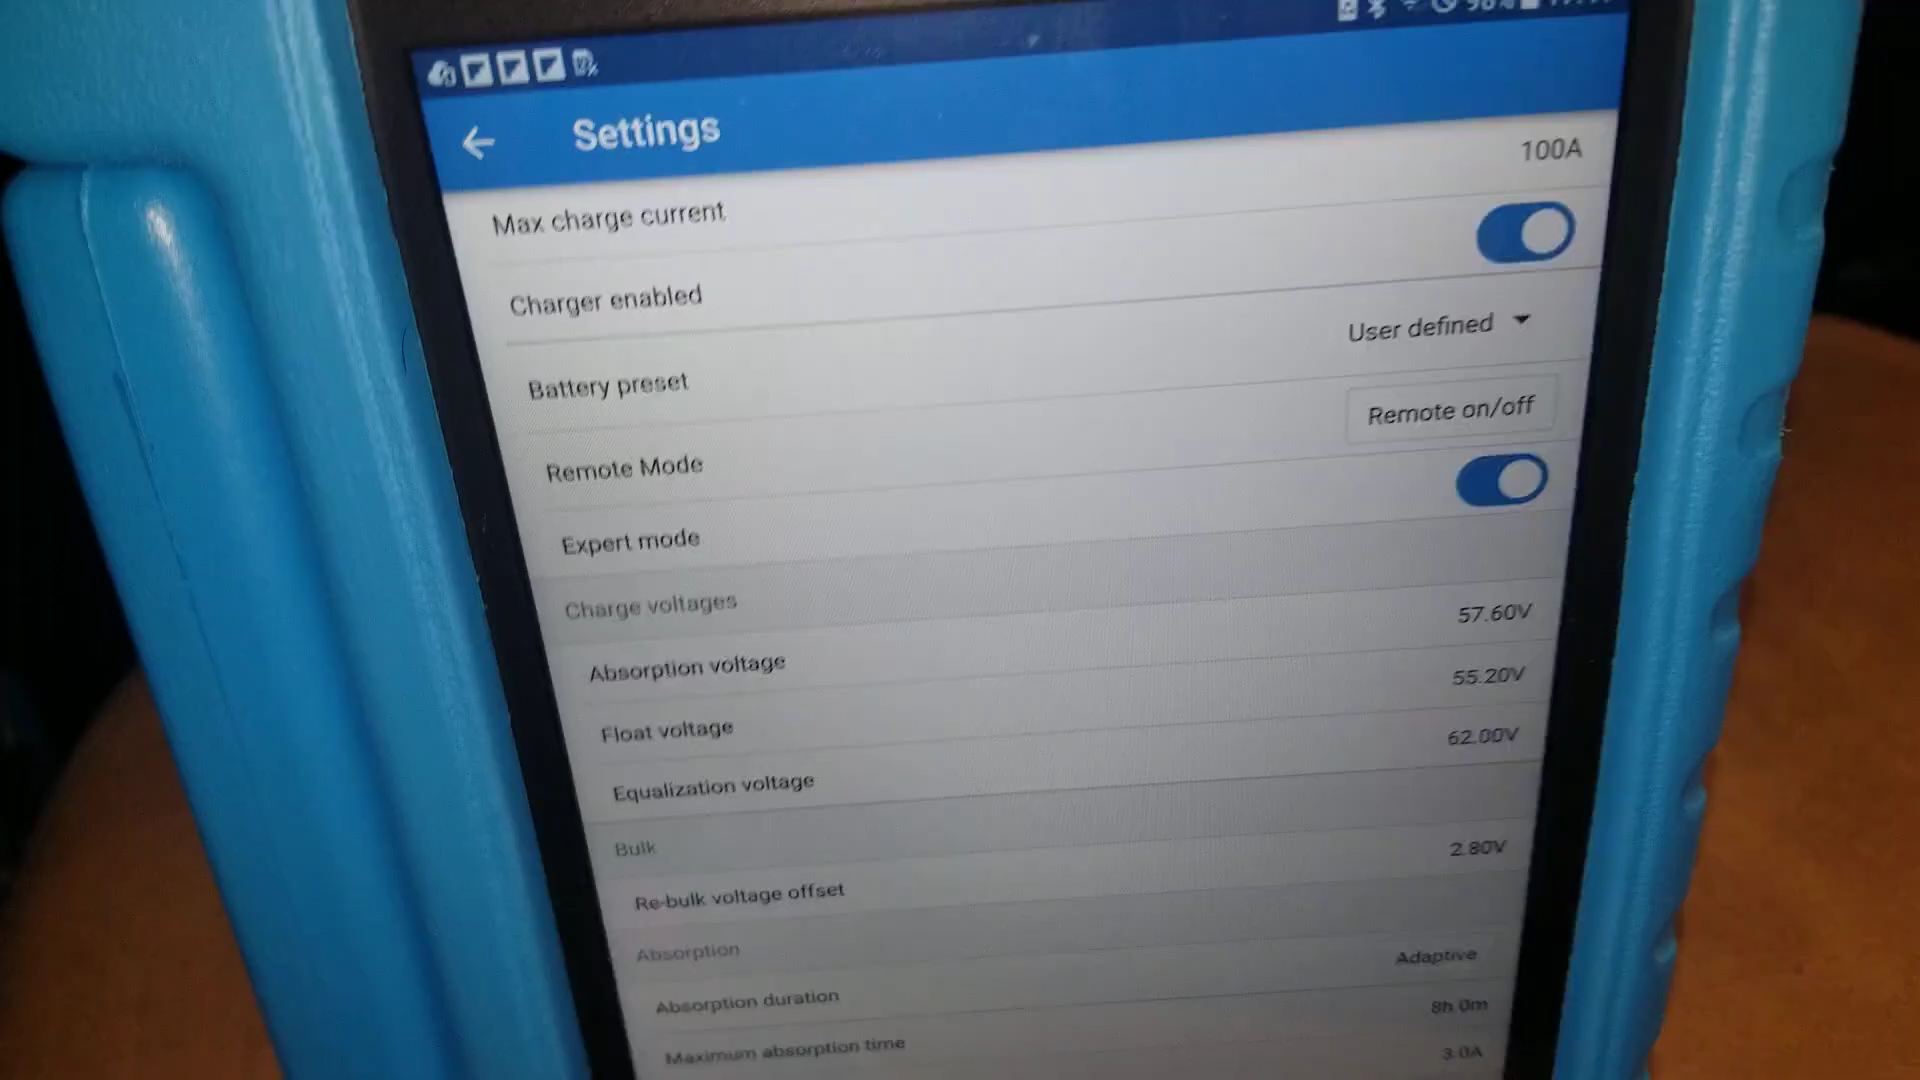 Settings
Max charge current 100A
Charger enabled
Battery preset User defined
Remote Mode Remote on/off
Expert mode
Charge voltages
Absorption voltage 57.60V
Float voltage 55.20V
Equalization voltage 62.00V
Bulk
Re-bulk voltage offset 2.80V
Absorption
Absorption duration Adaptive
Maximum absorption time 8h 0m
3.0A